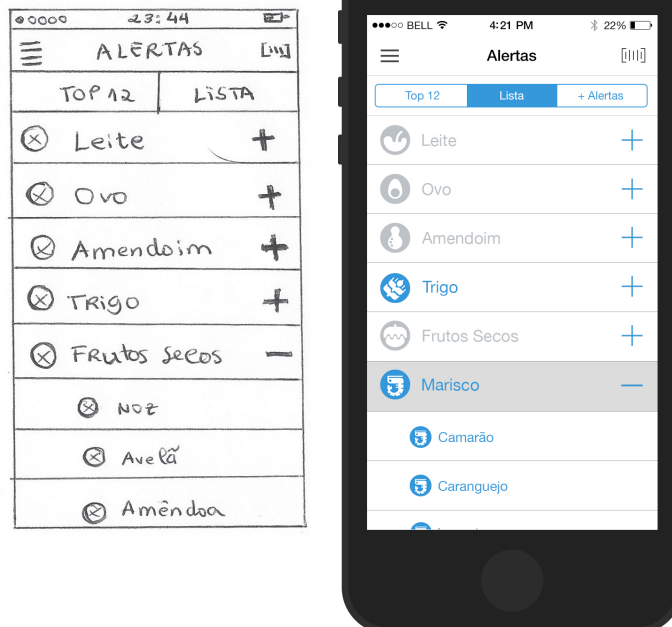 23:44
ALERTAS
TOP 12 LISTA
Leite
Ovo
Amendoim
TRigo
FRutos Secos
NOZ
Avelã
Amêndoa
BELL 4:21 PM 22%
Alertas
Top 12 Lista + Alertas
Leite
Ovo
Amendoim
Trigo
Frutos Secos
Marisco
Camarão
Caranguejo